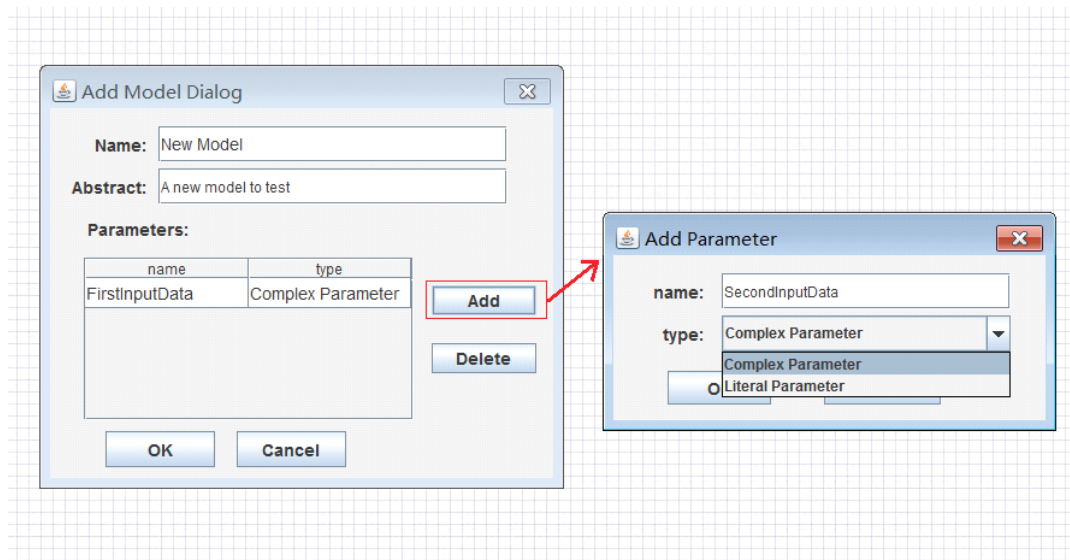 Add Model Dialog
Name: New Model
Abstract: A new model to test
Parameters:
name type
FirstInputData Complex Parameter
Add
Delete
OK Cancel
Add Parameter
name: SecondInputData
type: Complex Parameter
Complex Parameter
Literal Parameter